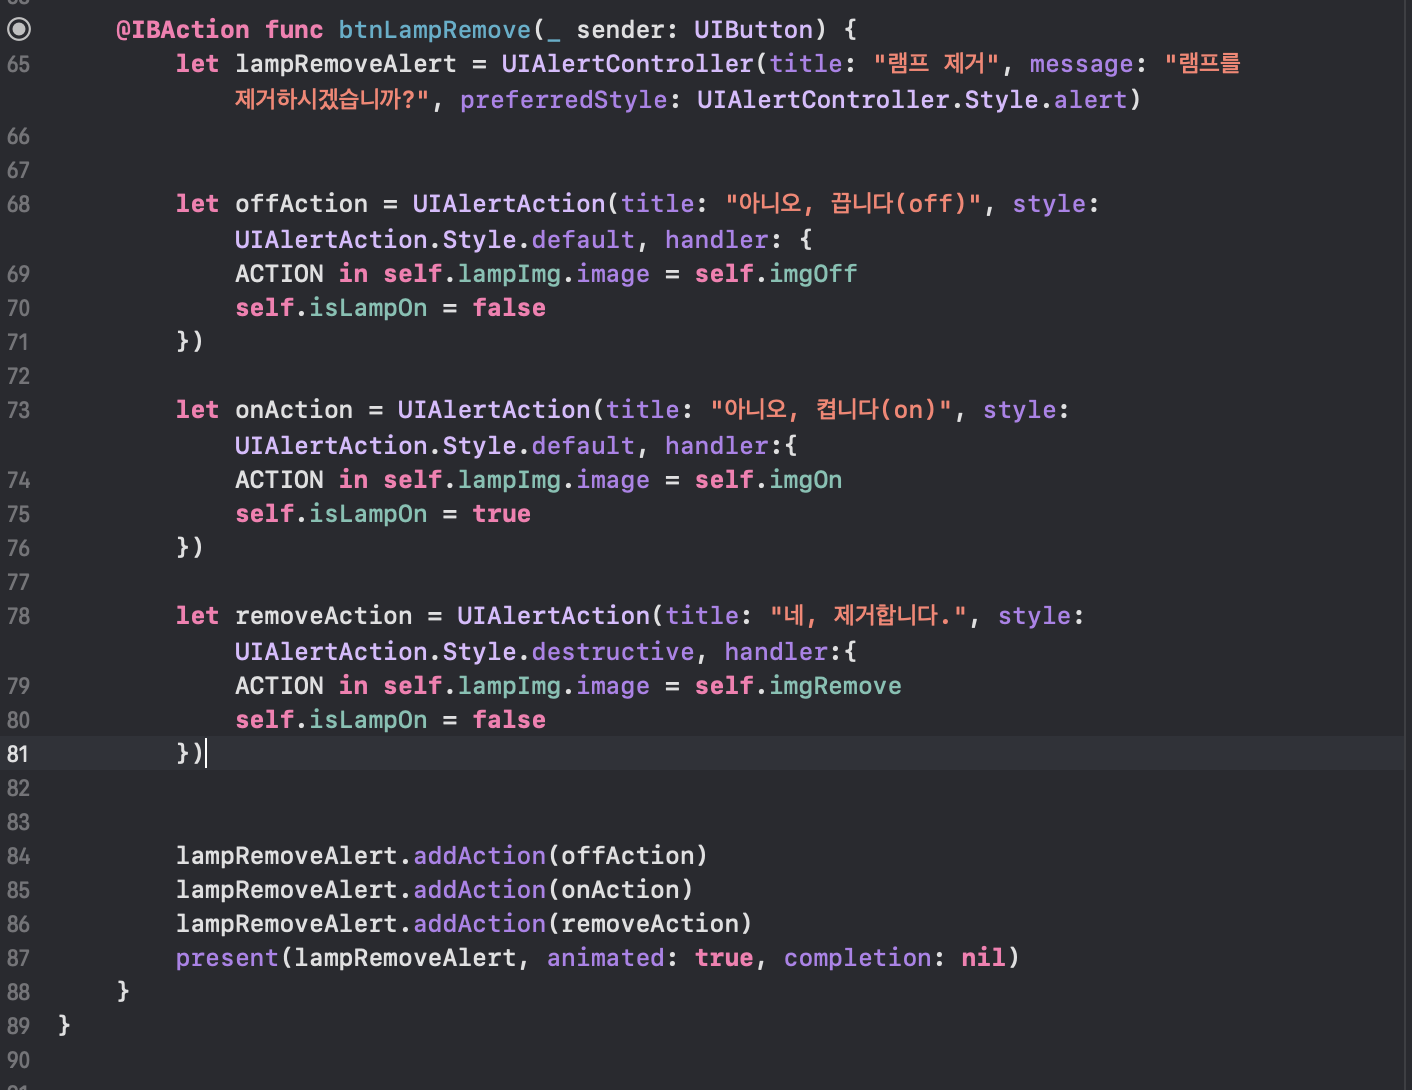 @IBAction func btnLampRemove(_ sender: UIButton) {
65 let lampRemoveAlert = UIAlertController(title: "램프 제거", message: "램프를
제거하시겠습니까?", preferredStyle: UIAlertController.Style.alert)
66
67
68 let offAction = UIAlertAction(title: "아니오, 끕니다(off)", style:
UIAlertAction.Style.default, handler: {
69 ACTION in self.lampImg.image = self.imgOff
70 self.isLampOn = false
71 })
72
73 let onAction = UIAlertAction(title: "아니오, 켭니다(on)", style:
UIAlertAction.Style.default, handler:{
74 ACTION in self.lampImg.image = self.imgOn
75 self.isLampOn = true
76 })
77
78 let removeAction = UIAlertAction(title: "네, 제거합니다.", style:
UIAlertAction.Style.destructive, handler:{
79 ACTION in self.lampImg.image = self.imgRemove
80 self.isLampOn = false
81 })
82
83
84 lampRemoveAlert.addAction(offAction)
85 lampRemoveAlert.addAction(onAction)
86 lampRemoveAlert.addAction(removeAction)
87 present(lampRemoveAlert, animated: true, completion: nil)
88 }
89 }
90